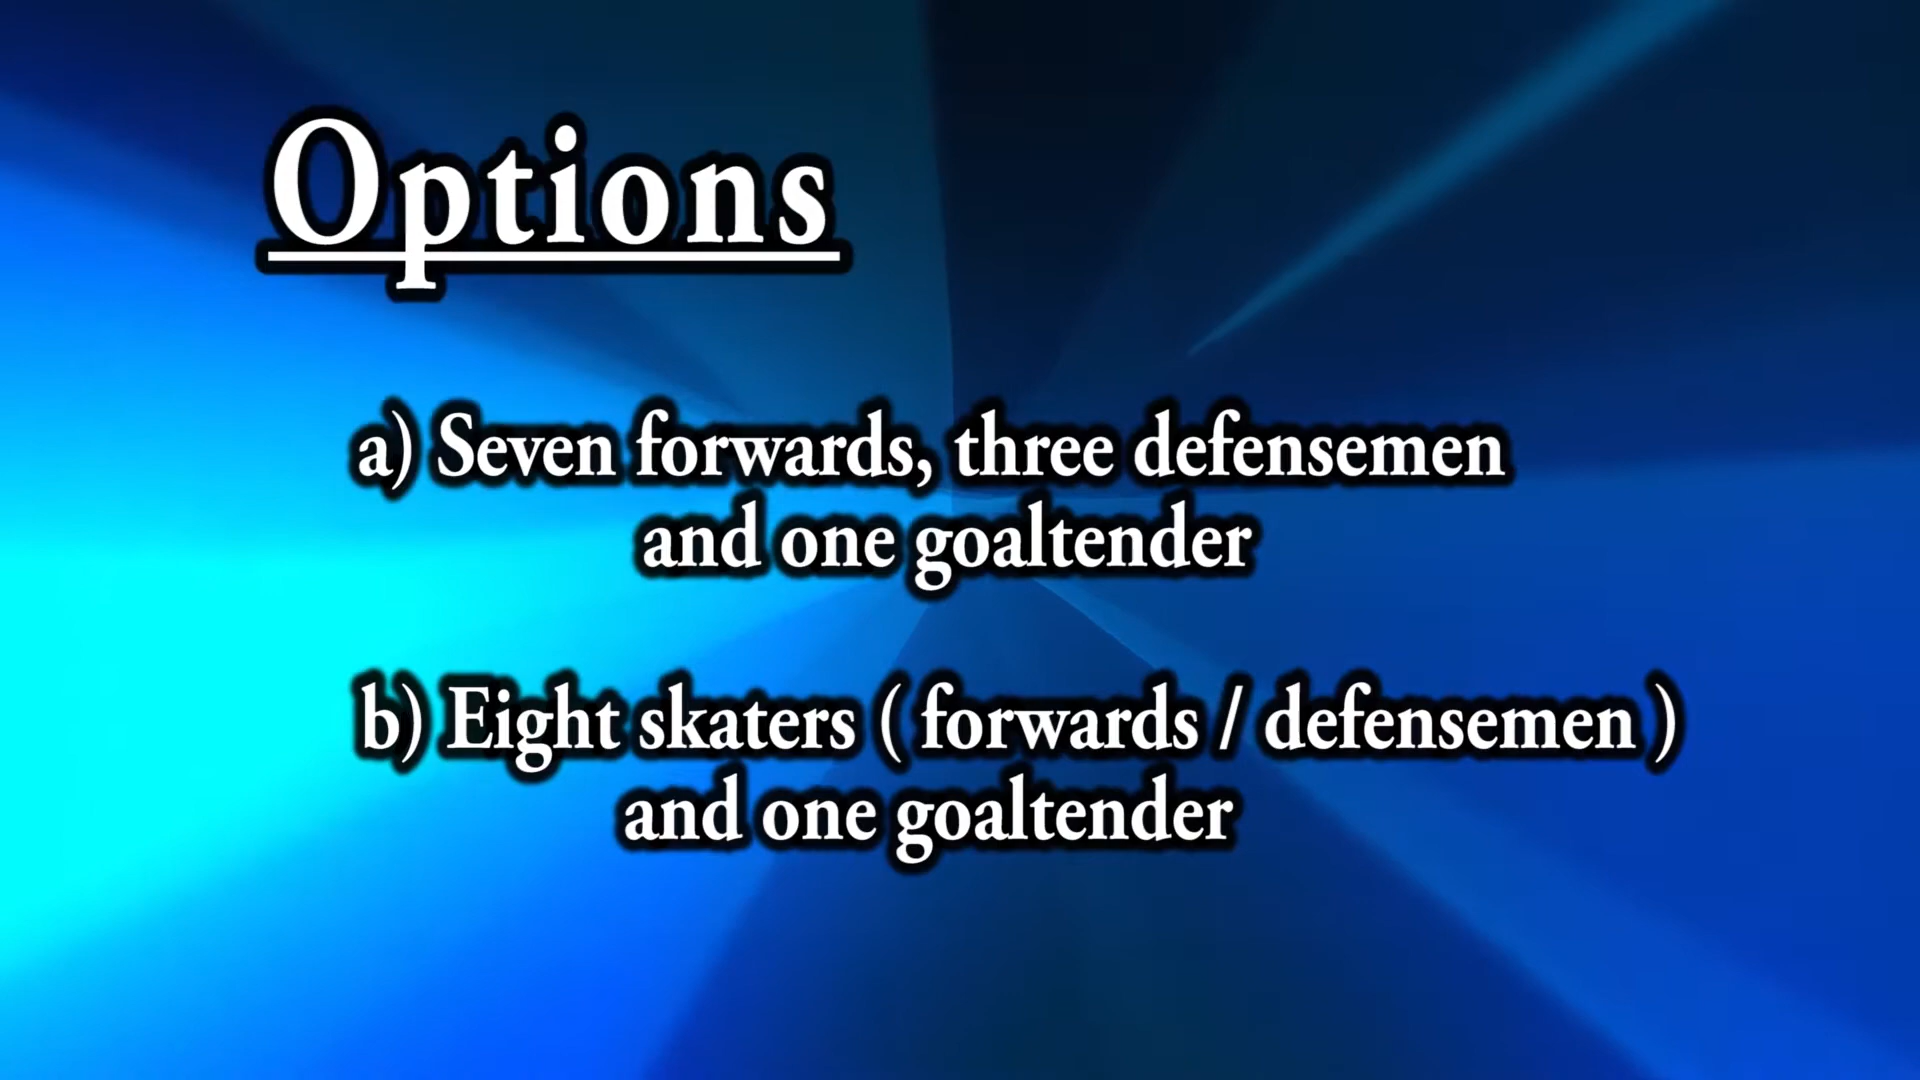 Options
a) Seven forwards, three defensemen
and one goaltender
b) Eight skaters ( forwards / defensemen )
and one goaltender